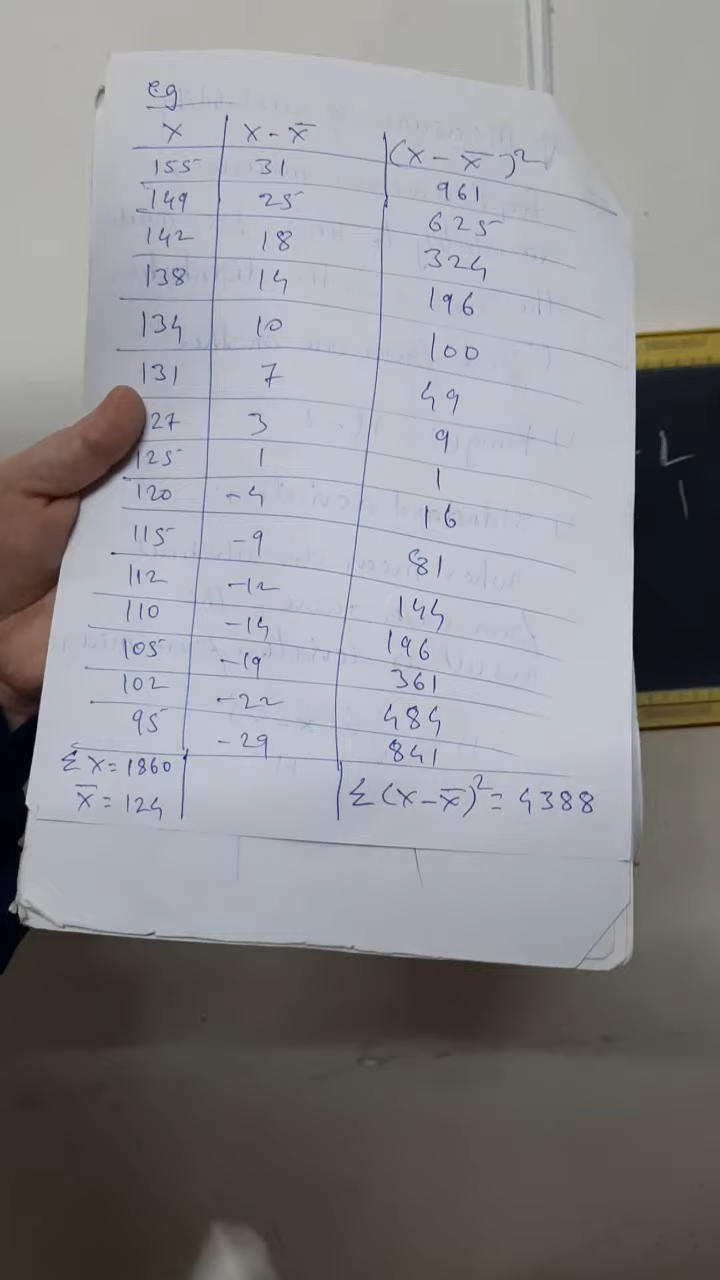 eg
X X - X̄ (X - X̄)²
155 31 961
149 25 625
142 18 324
138 14 196
134 10 100
131 7 49
27 3 9
125 1 1
120 -4 16
115 -9 81
112 -12 144
110 -14 196
105 -19 361
102 -22 484
95 -29 841
Σ X = 1860
X̄ = 124 Σ (X - X̄)² = 4388